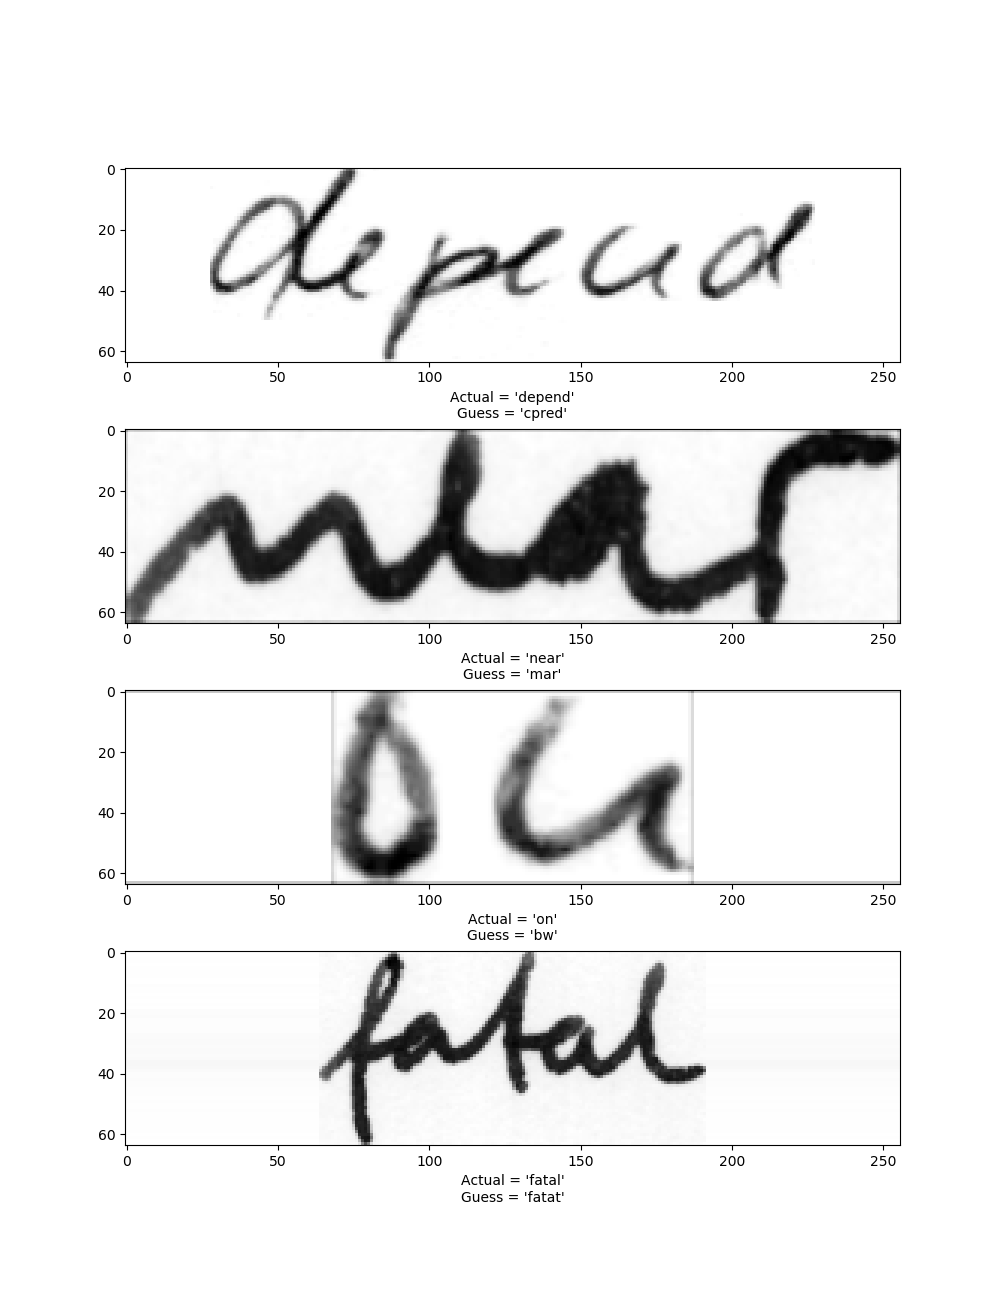 depend
0
20
40
60
0 50 100 150 200 250
Actual = 'depend'
Guess = 'cpred'
near
0
20
40
60
0 50 100 150 200 250
Actual = 'near'
Guess = 'mar'
on
0
20
40
60
0 50 100 150 200 250
Actual = 'on'
Guess = 'bw'
fatal
0
20
40
60
0 50 100 150 200 250
Actual = 'fatal'
Guess = 'fatat'